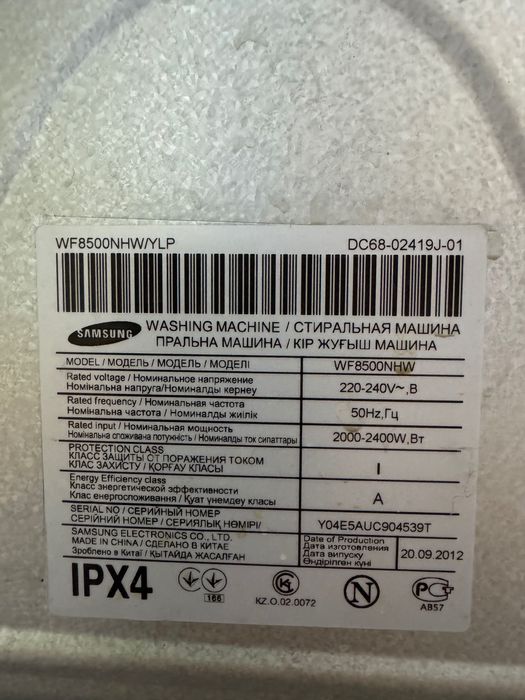 WF8500NHW/YLP DC68-02419J-01
SAMSUNG
WASHING MACHINE / СТИРАЛЬНАЯ МАШИНА
ПРАЛЬНА МАШИНА / КІР ЖУҒЫШ МАШИНА
MODEL / МОДЕЛЬ / МОДЕЛЬ / МОДЕЛІ WF8500NHW
Rated voltage / Номинальное напряжение
Номінальна напруга/Номиналды кернеу 220-240V~,В
Rated frequency / Номинальная частота
Номінальна частота / Номиналды жиілік 50Hz,Гц
Rated input / Номинальная мощность
Номінальна споживана потужність / Номиналды ток сипаттары 2000-2400W,Вт
PROTECTION CLASS
КЛАСС ЗАЩИТЫ ОТ ПОРАЖЕНИЯ ТОКОМ
КЛАС ЗАХИСТУ / ҚОРҒАУ КЛАСЫ I
Energy Efficiency class
Класс энергетической эффективности
Клас енергоспоживання / Қуат үнемдеу класы A
SERIAL NO / СЕРИЙНЫЙ НОМЕР
СЕРІЙНИЙ НОМЕР / СЕРИЯЛЫҚ НӨМІРІ/ Y04E5AUC904539T
SAMSUNG ELECTRONICS CO., LTD.
MADE IN CHINA / СДЕЛАНО В КИТАЕ
Зроблено в Китаї / ҚЫТАЙДА ЖАСАЛҒАН
Date of Production
Дата изготовления
Дата випуску
Өндірілген күні
20.09.2012
IPX4
166
KZ.O.02.0072
N
РСТ
АВ57